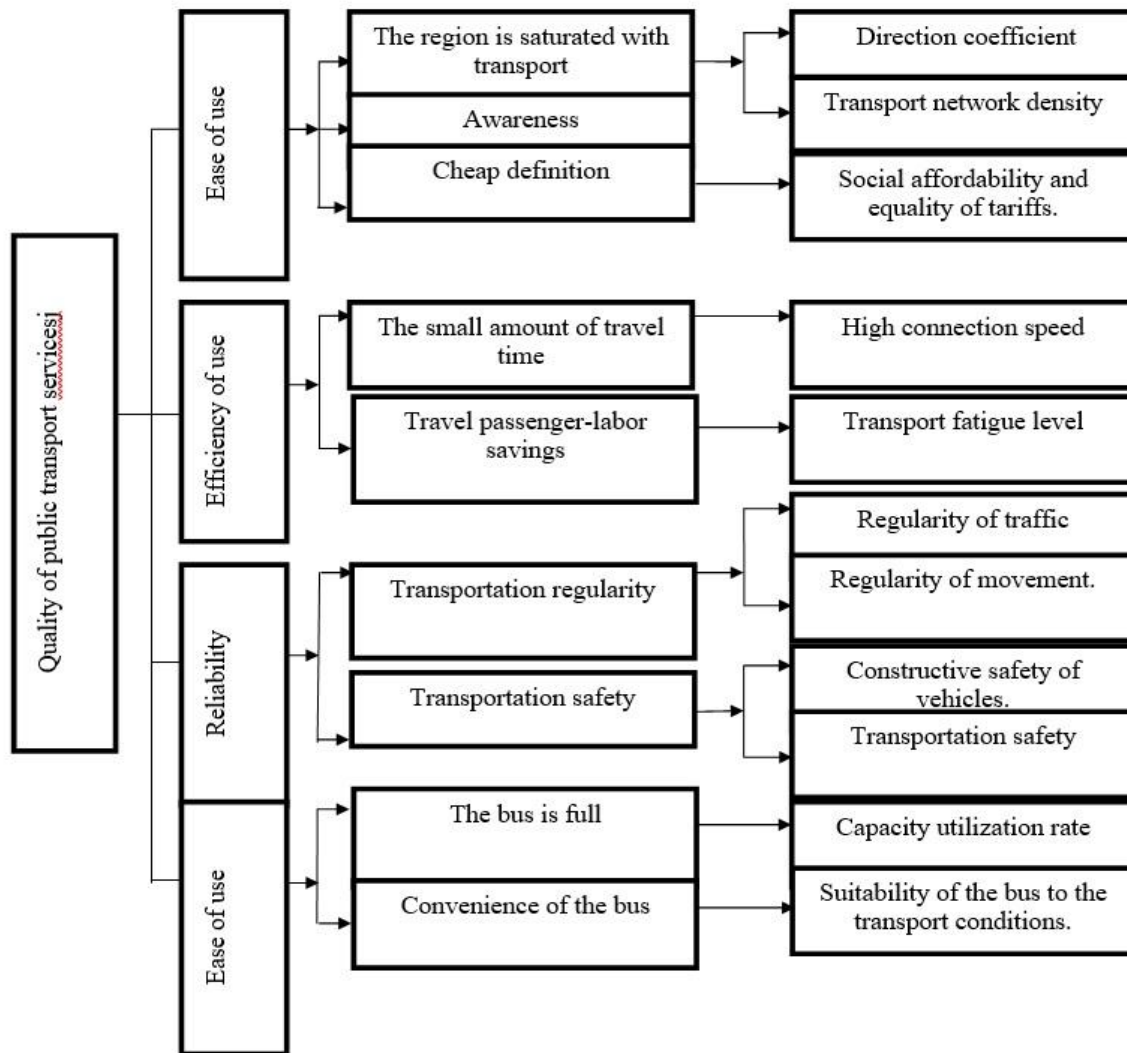 Quality of public transport servicesi
Ease of use
The region is saturated with
transport
Awareness
Cheap definition
Direction coefficient
Transport network density
Social affordability and
equality of tariffs.
Efficiency of use
The small amount of travel
time
Travel passenger-labor
savings
High connection speed
Transport fatigue level
Reliability
Transportation regularity
Transportation safety
Regularity of traffic
Regularity of movement.
Constructive safety of
vehicles.
Transportation safety
Ease of use
The bus is full
Convenience of the bus
Capacity utilization rate
Suitability of the bus to the
transport conditions.